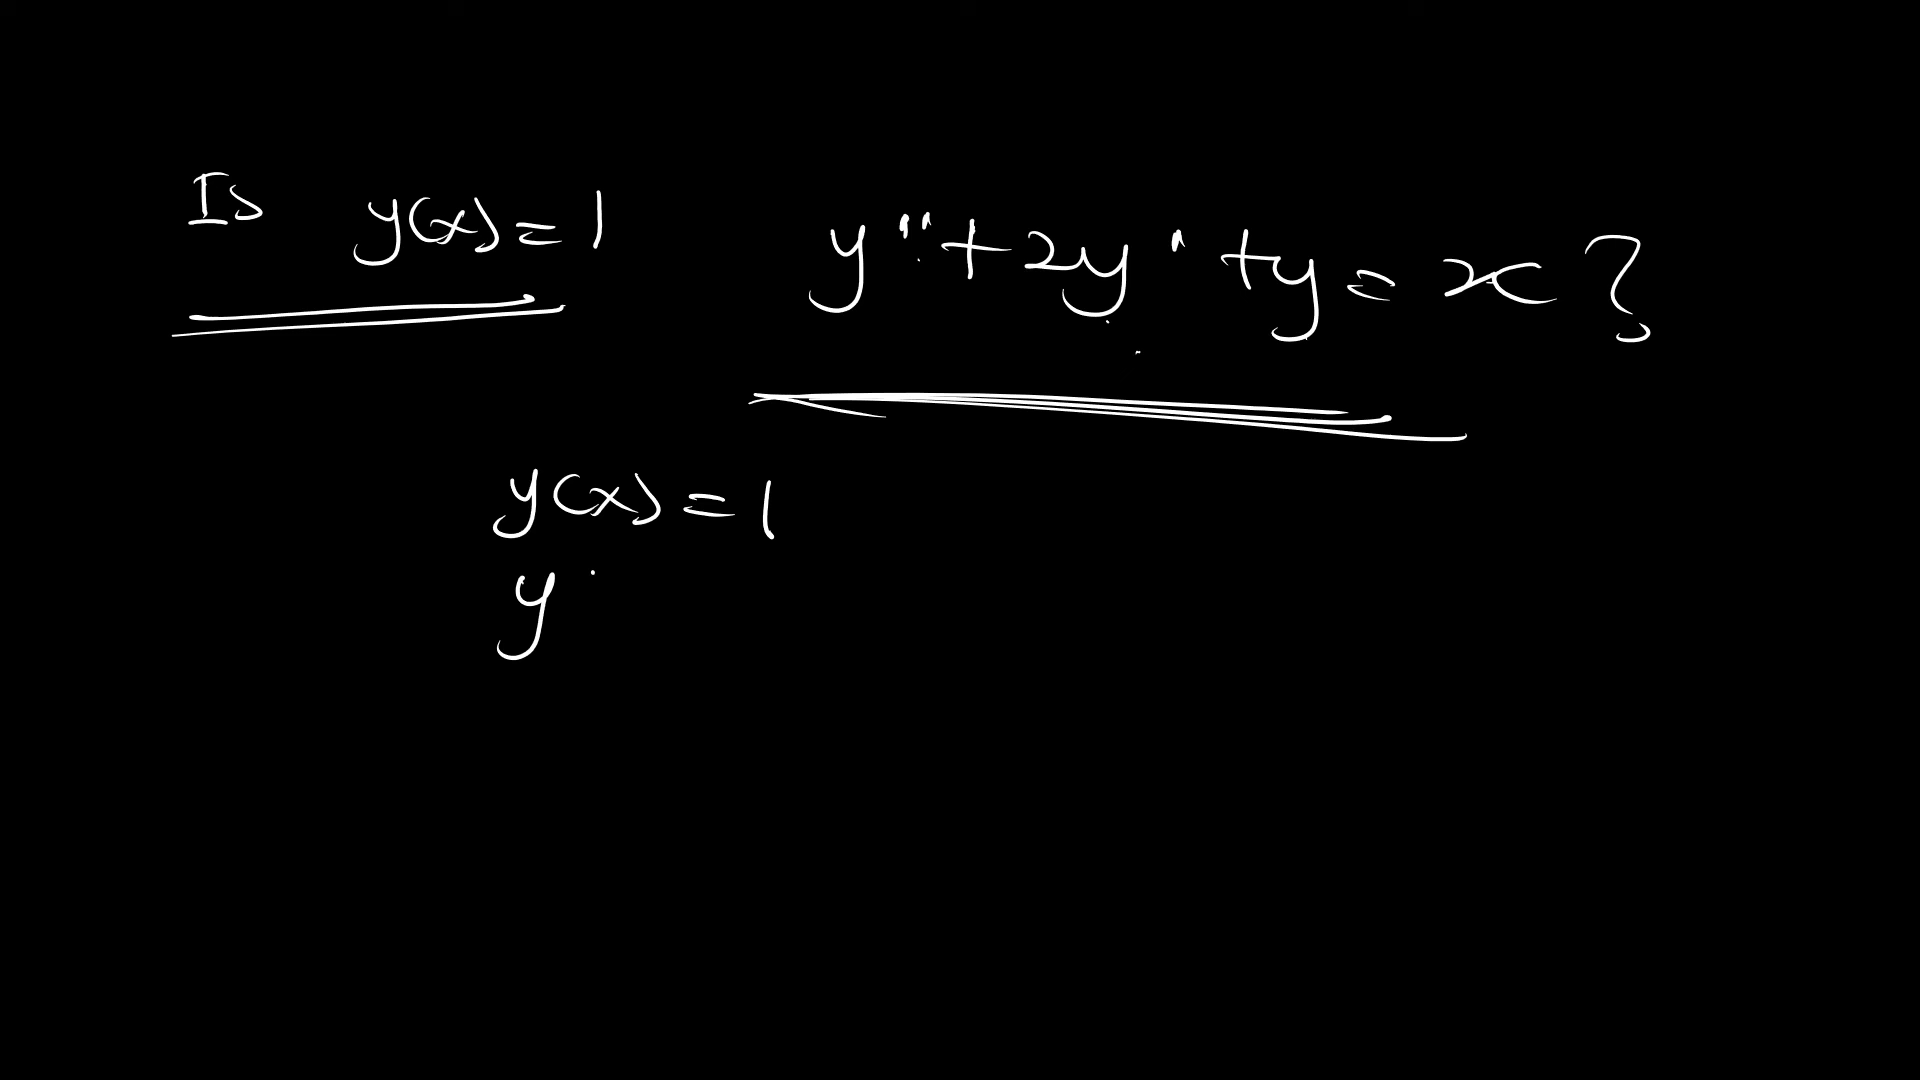 Is y(x) = 1 y'' + 2y' + y = x ?
y(x) = 1
y